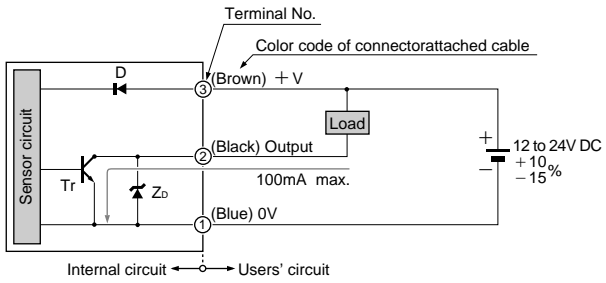 Terminal No.
Color code of connectorattached cable
D
3 (Brown) +V
Sensor circuit
Load
+
12 to 24V DC
+10
−15 %
−
2 (Black) Output
Tr
ZD
100mA max.
1 (Blue) 0V
Internal circuit
Users' circuit